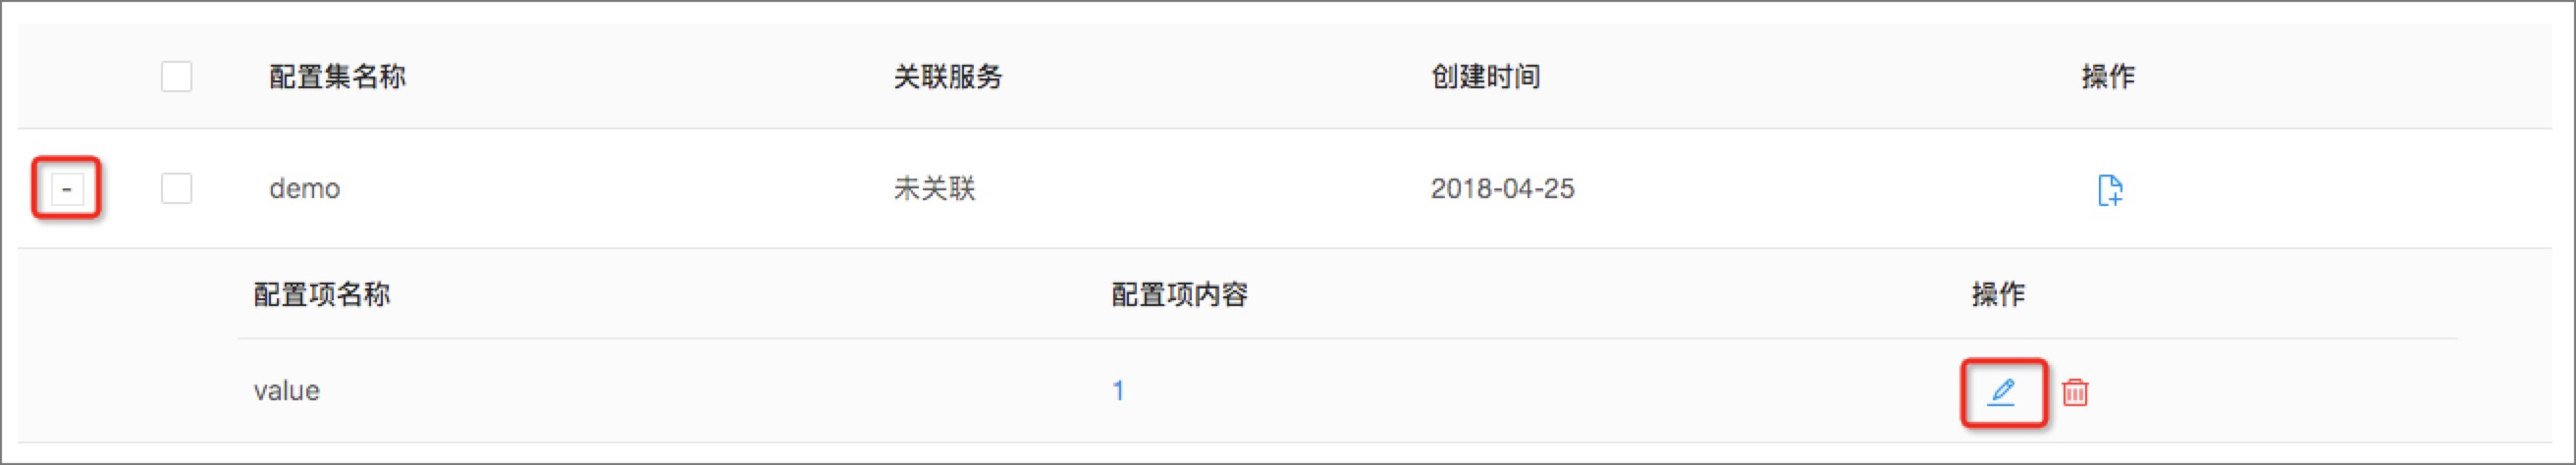 配置集名称 关联服务 创建时间 操作
- demo 未关联 2018-04-25
配置项名称 配置项内容 操作
value 1